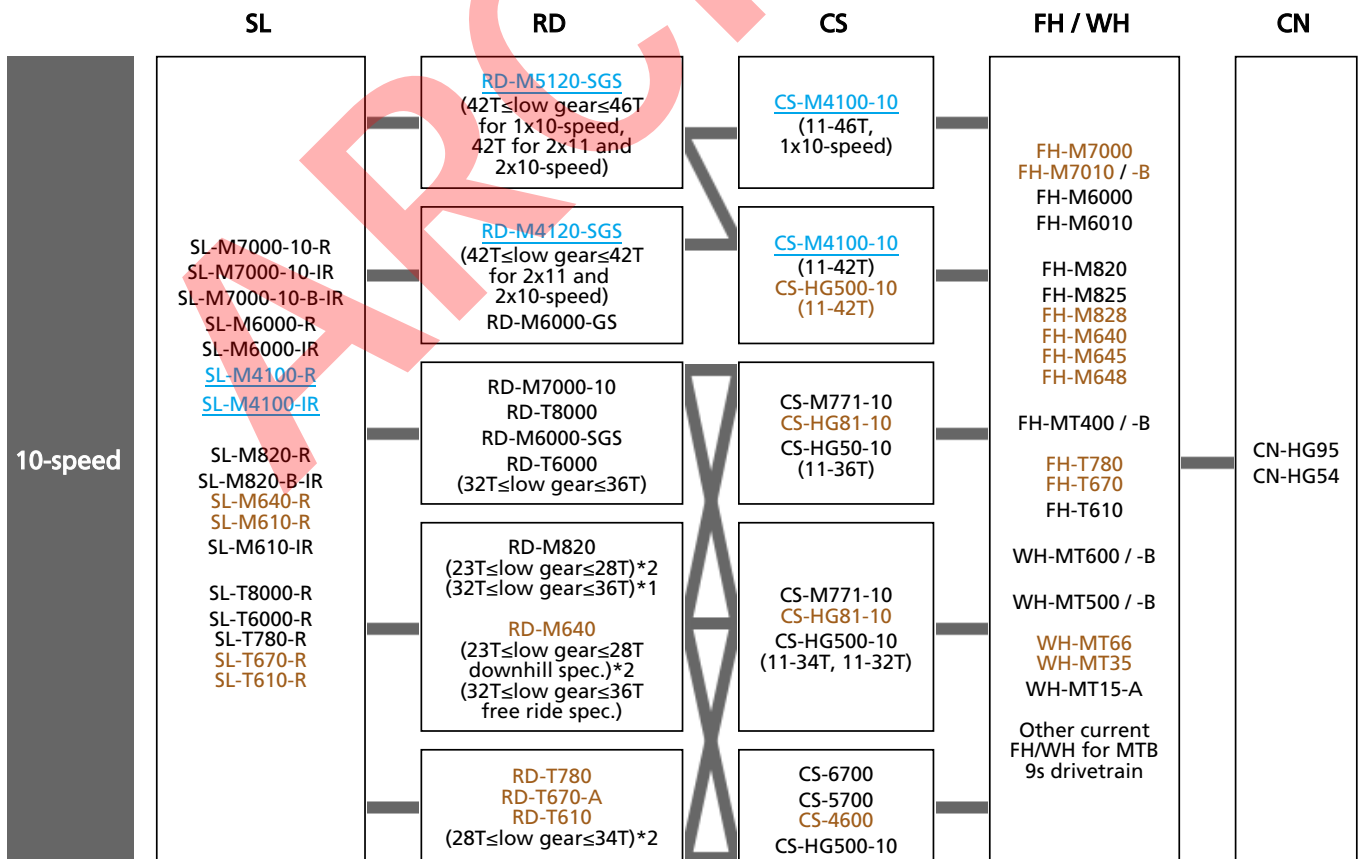 SL
RD
CS
FH / WH
CN
10-speed
SL-M7000-10-R
SL-M7000-10-IR
SL-M7000-10-B-IR
SL-M6000-R
SL-M6000-IR
SL-M4100-R
SL-M4100-IR
SL-M820-R
SL-M820-B-IR
SL-M640-R
SL-M610-R
SL-M610-IR
SL-T8000-R
SL-T6000-R
SL-T780-R
SL-T670-R
SL-T610-R
RD-M5120-SGS
(42T≤low gear≤46T
for 1x10-speed,
42T for 2x11 and
2x10-speed)
RD-M4120-SGS
(42T≤low gear≤42T
for 2x11 and
2x10-speed)
RD-M6000-GS
RD-M7000-10
RD-T8000
RD-M6000-SGS
RD-T6000
(32T≤low gear≤36T)
RD-M820
(23T≤low gear≤28T)*2
(32T≤low gear≤36T)*1
RD-M640
(23T≤low gear≤28T
downhill spec.)*2
(32T≤low gear≤36T
free ride spec.)
RD-T780
RD-T670-A
RD-T610
(28T≤low gear≤34T)*2
CS-M4100-10
(11-46T,
1x10-speed)
CS-M4100-10
(11-42T)
CS-HG500-10
(11-42T)
CS-M771-10
CS-HG81-10
CS-HG50-10
(11-36T)
CS-M771-10
CS-HG81-10
CS-HG500-10
(11-34T, 11-32T)
CS-6700
CS-5700
CS-4600
CS-HG500-10
FH-M7000
FH-M7010 / -B
FH-M6000
FH-M6010
FH-M820
FH-M825
FH-M828
FH-M640
FH-M645
FH-M648
FH-MT400 / -B
FH-T780
FH-T670
FH-T610
WH-MT600 / -B
WH-MT500 / -B
WH-MT66
WH-MT35
WH-MT15-A
Other current
FH/WH for MTB
9s drivetrain
CN-HG95
CN-HG54